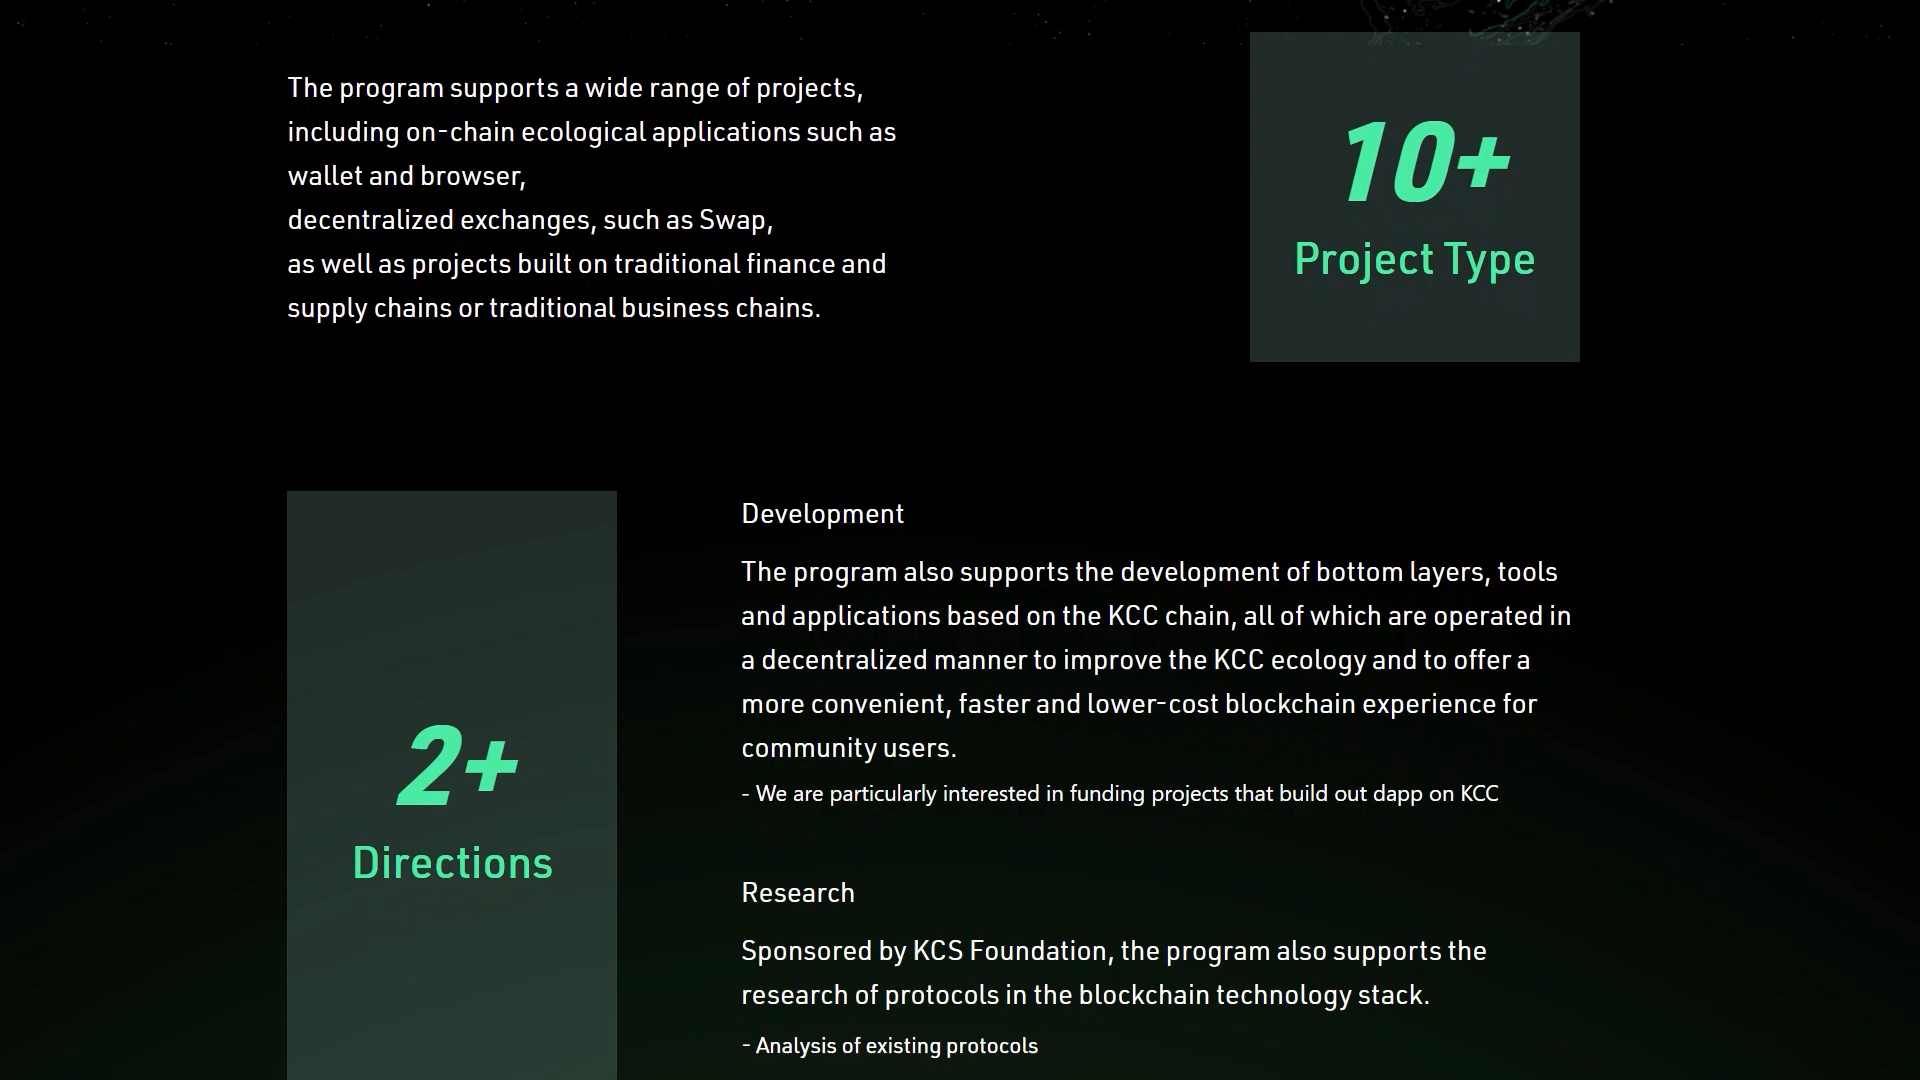 The program supports a wide range of projects,
including on-chain ecological applications such as
wallet and browser,
decentralized exchanges, such as Swap,
as well as projects built on traditional finance and
supply chains or traditional business chains.
10+
Project Type
2+
Directions
Development
The program also supports the development of bottom layers, tools
and applications based on the KCC chain, all of which are operated in
a decentralized manner to improve the KCC ecology and to offer a
more convenient, faster and lower-cost blockchain experience for
community users.
- We are particularly interested in funding projects that build out dapp on KCC
Research
Sponsored by KCS Foundation, the program also supports the
research of protocols in the blockchain technology stack.
- Analysis of existing protocols